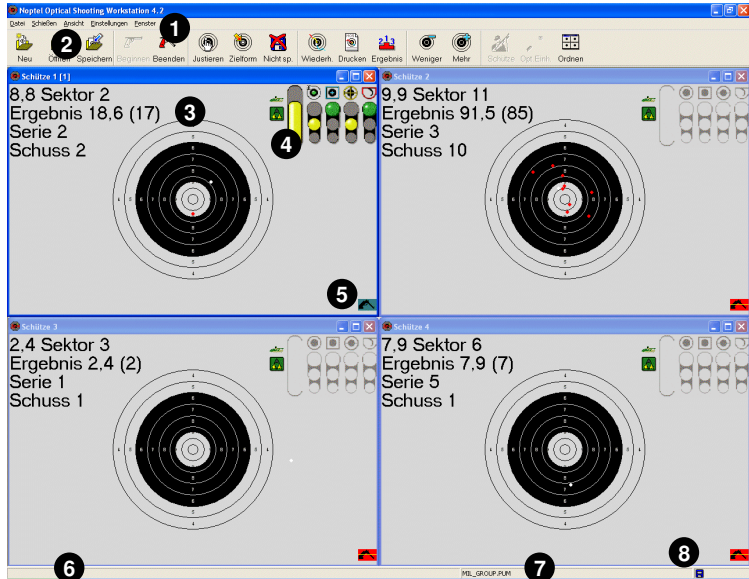 Noptel Optical Shooting Workstation 4.2
Datei Schießen Ansicht Einstellungen Fenster
1
2
Neu Öffnen Speichern Beginnen Beenden Justieren Zielform Nicht sp. Wiederh. Drucken Ergebnis Weniger Mehr Schütze Opt.Einh. Ordnen
Schütze 1 [1]
8,8 Sektor 2
Ergebnis 18,6 (17)
Serie 2
Schuss 2
3
4
5
Schütze 2
9,9 Sektor 11
Ergebnis 91,5 (85)
Serie 3
Schuss 10
Schütze 3
2,4 Sektor 3
Ergebnis 2,4 (2)
Serie 1
Schuss 1
Schütze 4
7,9 Sektor 6
Ergebnis 7,9 (7)
Serie 5
Schuss 1
6
MIL_GROUP.PUM
7
8